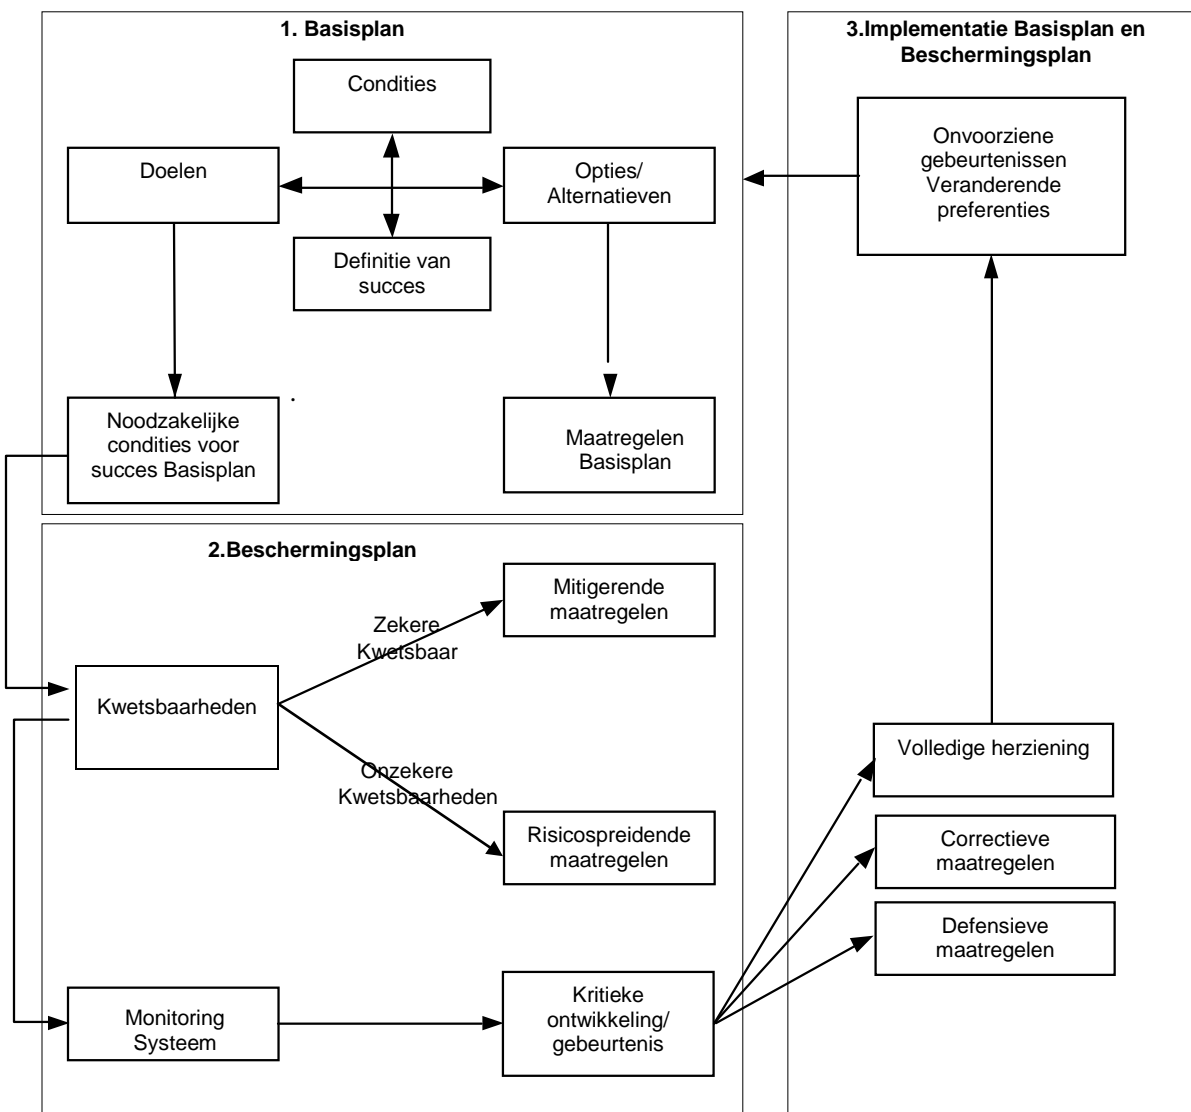 1. Basisplan
Condities
Doelen
Opties/
Alternatieven
Definitie van
succes
Noodzakelijke
condities voor
succes Basisplan
.
Maatregelen
Basisplan
2.Beschermingsplan
Mitigerende
maatregelen
Zekere
Kwetsbaar
Kwetsbaarheden
Onzekere
Kwetsbaarheden
Risicospreidende
maatregelen
Monitoring
Systeem
Kritieke
ontwikkeling/
gebeurtenis
3.Implementatie Basisplan en
Beschermingsplan
Onvoorziene
gebeurtenissen
Veranderende
preferenties
Volledige herziening
Correctieve
maatregelen
Defensieve
maatregelen